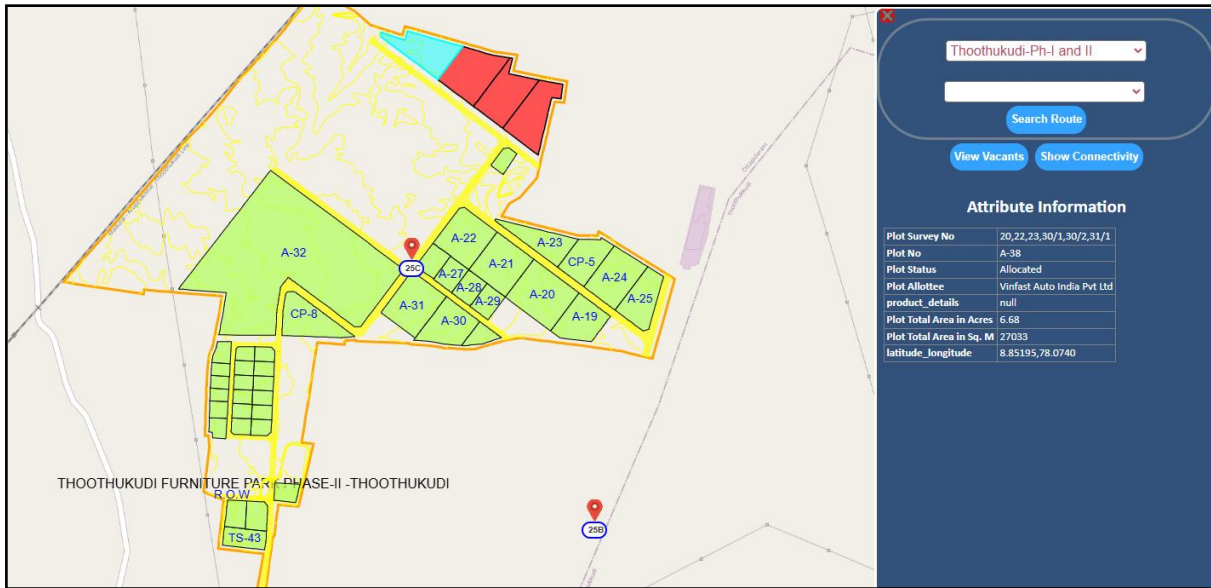 Thoothukudi-Ph-I and II
Search Route
View Vacants
Show Connectivity
Attribute Information
Plot Survey No 20,22,23,30/1,30/2,31/1
Plot No A-38
Plot Status Allocated
Plot Allottee Vinfast Auto India Pvt Ltd
product_details null
Plot Total Area in Acres 6.68
Plot Total Area in Sq. M 27033
latitude_longitude 8.85195,78.0740
A-22
A-23
A-32
25C
A-27
A-21
CP-5
A-24
A-28
A-20
A-25
A-29
CP-8
A-31
A-30
A-19
THOOTHUKUDI FURNITURE PARK PHASE-II -THOOTHUKUDI
R.O.W
TS-43
25B